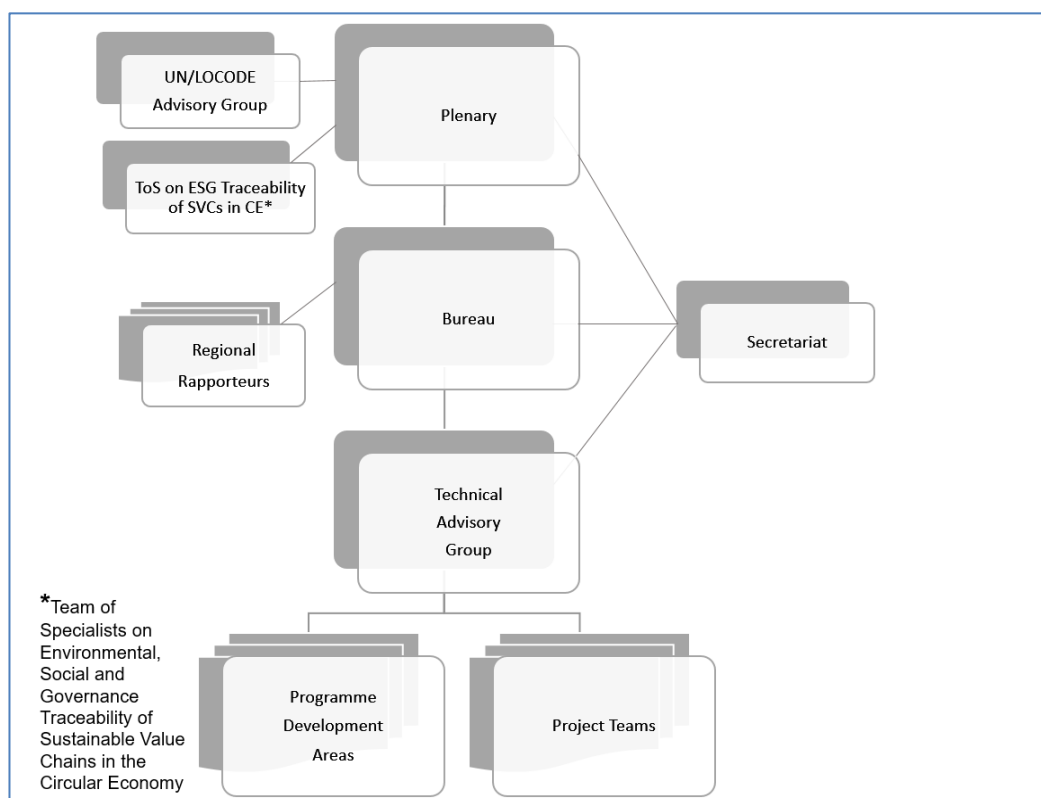 UN/LOCODE
Advisory Group
Plenary
ToS on ESG Traceability
of SVCs in CE*
Bureau
Regional
Rapporteurs
Secretariat
Technical
Advisory
Group
*Team of
Specialists on
Environmental,
Social and
Governance
Traceability of
Sustainable Value
Chains in the
Circular Economy
Programme
Development
Areas
Project Teams